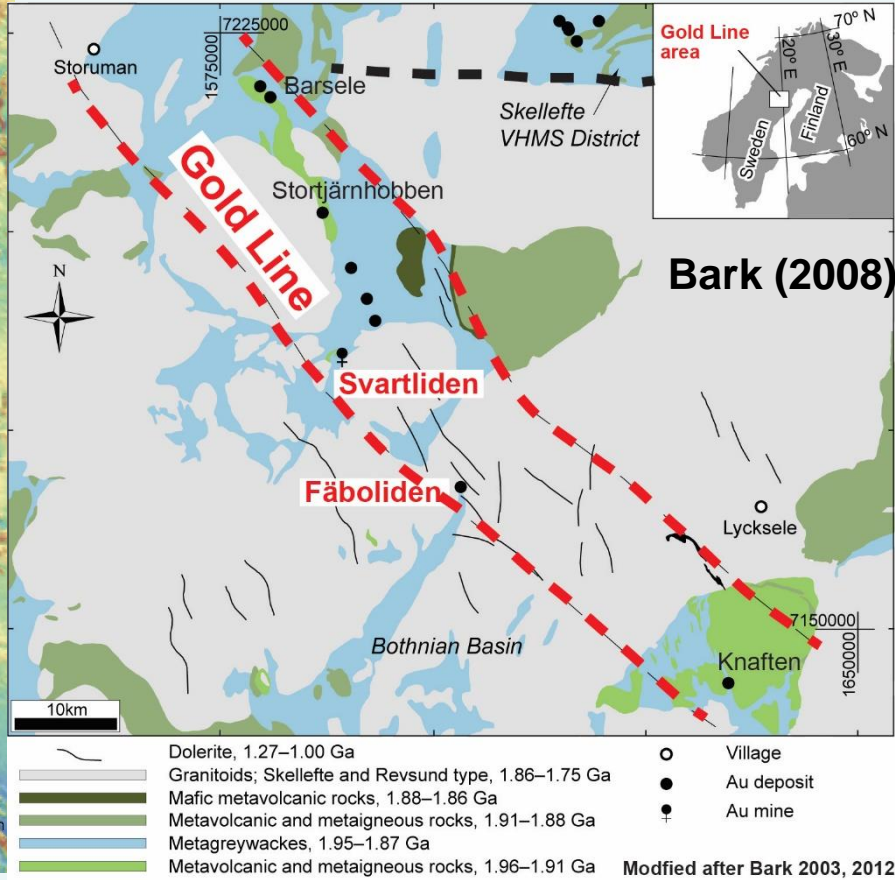 7225000
1575000
Storuman
Barsele
Skellefte
VHMS District
Gold Line
area
70° N
20° E
30° E
60° N
Sweden
Finland
Stortjärnhobben
Gold Line
N
Bark (2008)
Svartliden
Fäboliden
Lycksele
Bothnian Basin
7150000
1650000
Knaften
10km
Dolerite, 1.27–1.00 Ga
Granitoids; Skellefte and Revsund type, 1.86–1.75 Ga
Mafic metavolcanic rocks, 1.88–1.86 Ga
Metavolcanic and metaigneous rocks, 1.91–1.88 Ga
Metagreywackes, 1.95–1.87 Ga
Metavolcanic and metaigneous rocks, 1.96–1.91 Ga
Village
Au deposit
Au mine
Modfied after Bark 2003, 2012